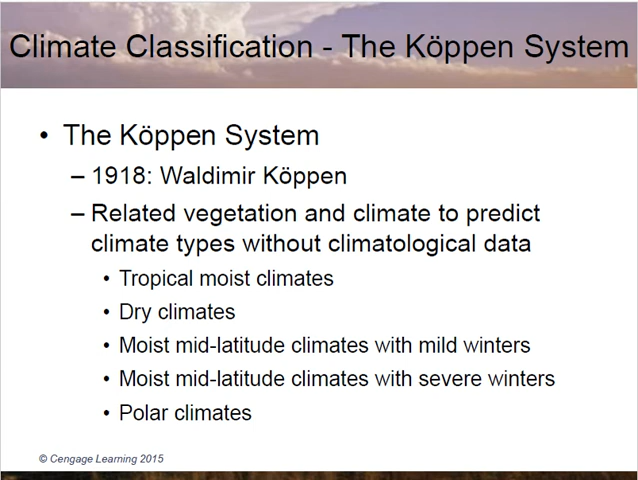 Climate Classification - The Köppen System
• The Köppen System
– 1918: Waldimir Köppen
– Related vegetation and climate to predict
climate types without climatological data
• Tropical moist climates
• Dry climates
• Moist mid-latitude climates with mild winters
• Moist mid-latitude climates with severe winters
• Polar climates
© Cengage Learning 2015